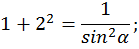 1 + 2² = 1/sin²α;